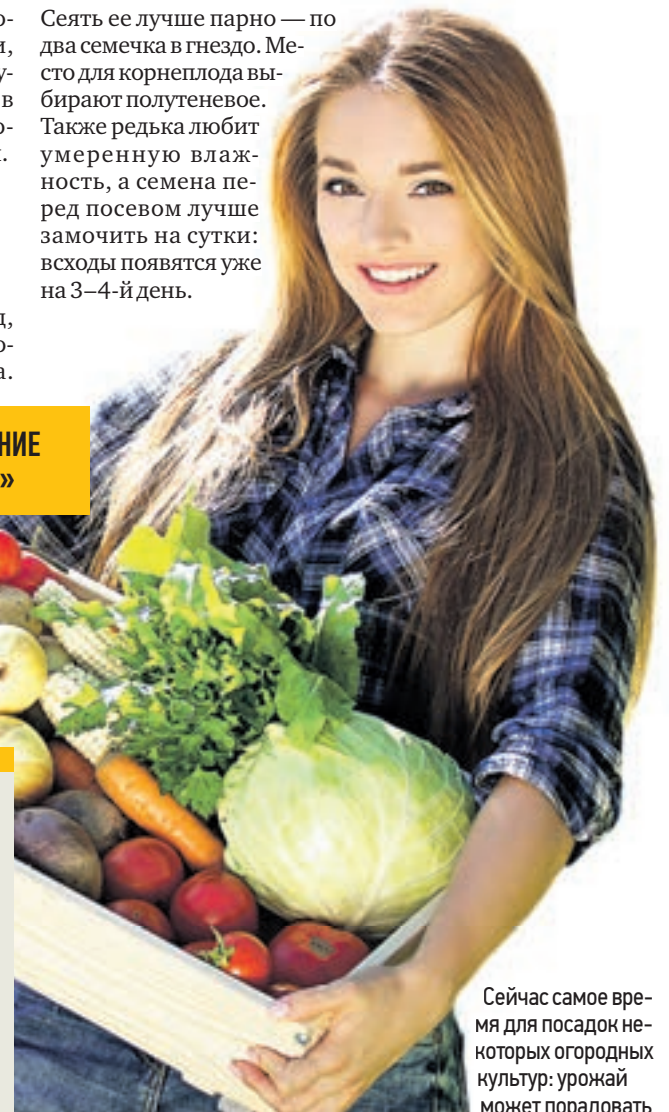 Сеять ее лучше парно — по
два семечка в гнездо. Ме-
сто для корнеплода вы-
бирают полутеневое.
Также редька любит
умеренную влаж-
ность, а семена пе-
ред посевом лучше
замочить на сутки:
всходы появятся уже
на 3–4-й день.
НИЕ
»
Сейчас самое вре-
мя для посадок не-
которых огородных
культур: урожай
может порадовать